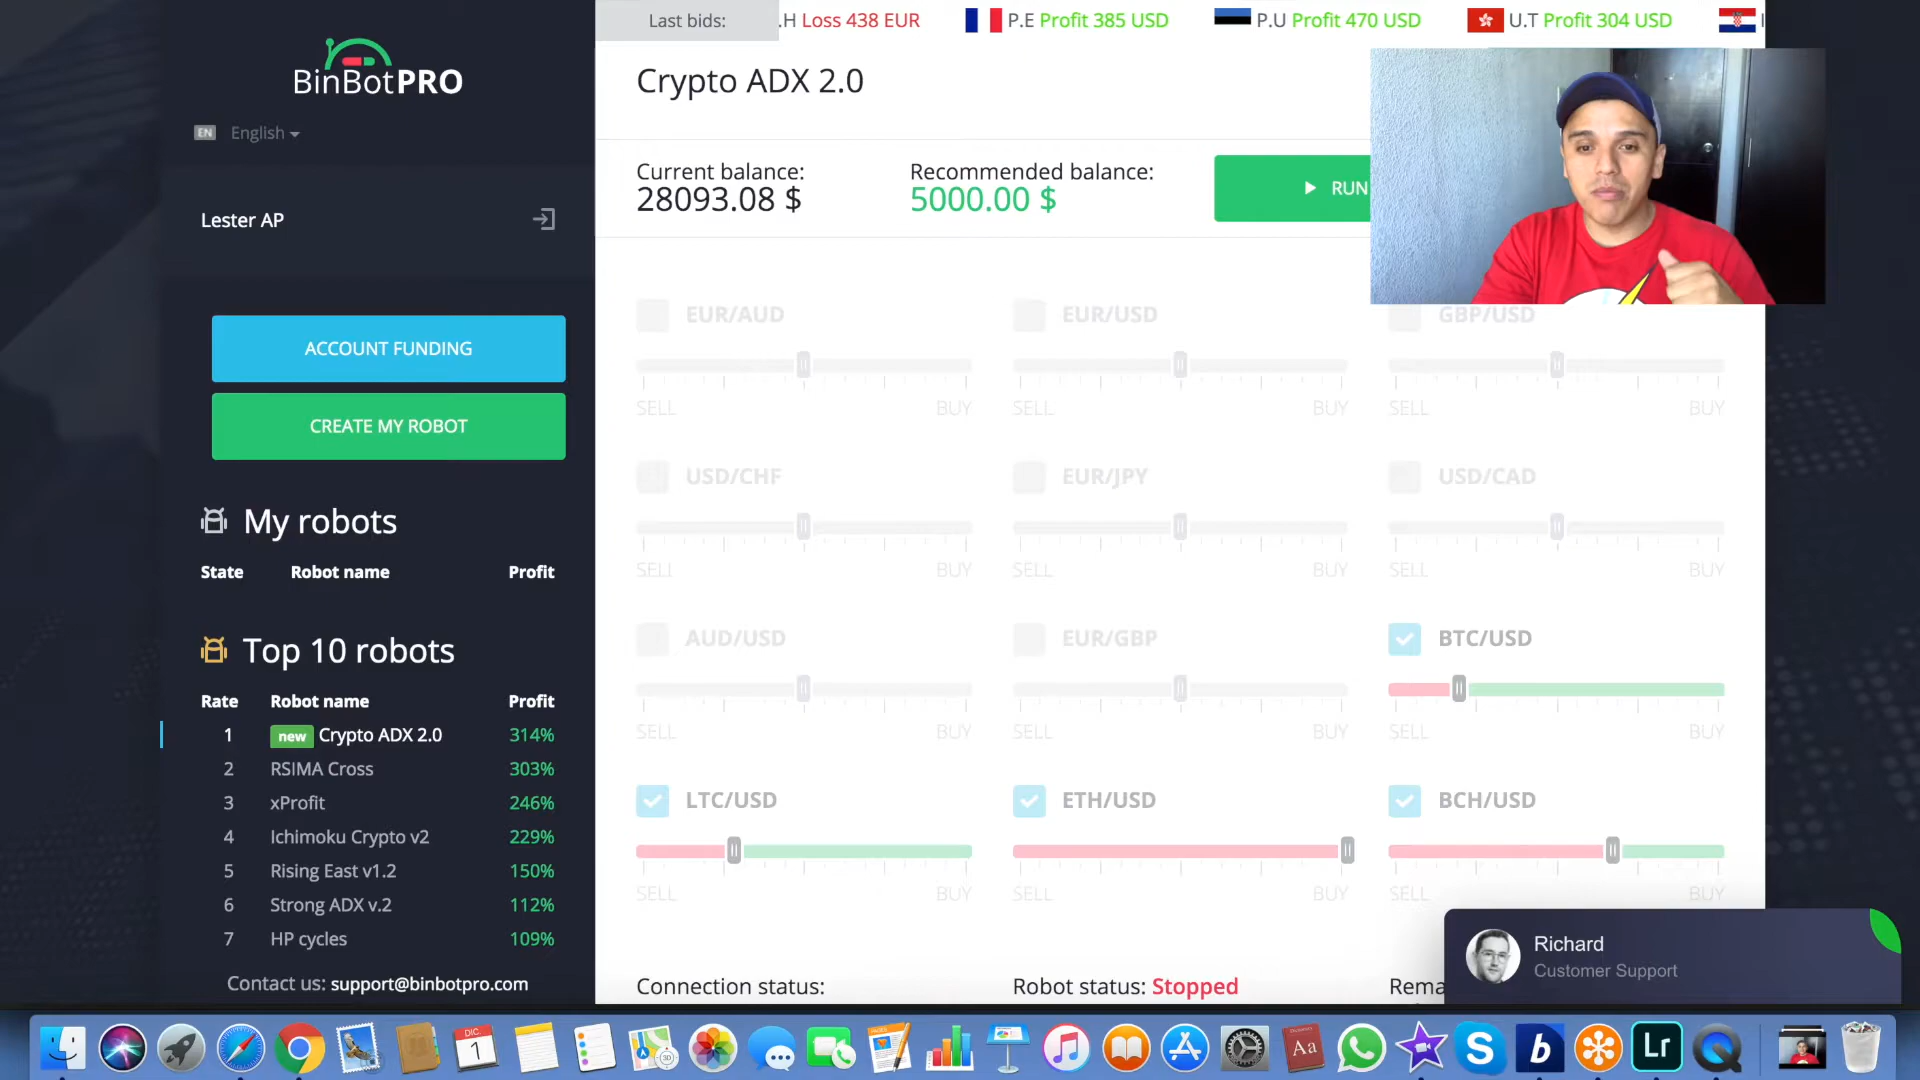 Last bids: .H Loss 438 EUR P.E Profit 385 USD P.U Profit 470 USD U.T Profit 304 USD
BinBotPRO
EN English
Lester AP
ACCOUNT FUNDING
CREATE MY ROBOT
My robots
State Robot name Profit
Top 10 robots
Rate Robot name Profit
1 new Crypto ADX 2.0 314%
2 RSIMA Cross 303%
3 xProfit 246%
4 Ichimoku Crypto v2 229%
5 Rising East v1.2 150%
6 Strong ADX v.2 112%
7 HP cycles 109%
Contact us: support@binbotpro.com
Crypto ADX 2.0
Current balance: Recommended balance:
28093.08 $ 5000.00 $
RUN
EUR/AUD EUR/USD GBP/USD
SELL BUY SELL BUY SELL BUY
USD/CHF EUR/JPY USD/CAD
SELL BUY SELL BUY SELL BUY
AUD/USD EUR/GBP BTC/USD
SELL BUY SELL BUY SELL BUY
LTC/USD ETH/USD BCH/USD
SELL BUY SELL BUY SELL BUY
Connection status: Robot status: Stopped Rema
Richard
Customer Support
DIC.
1
3D
PAGES
Aa
S
b
Lr